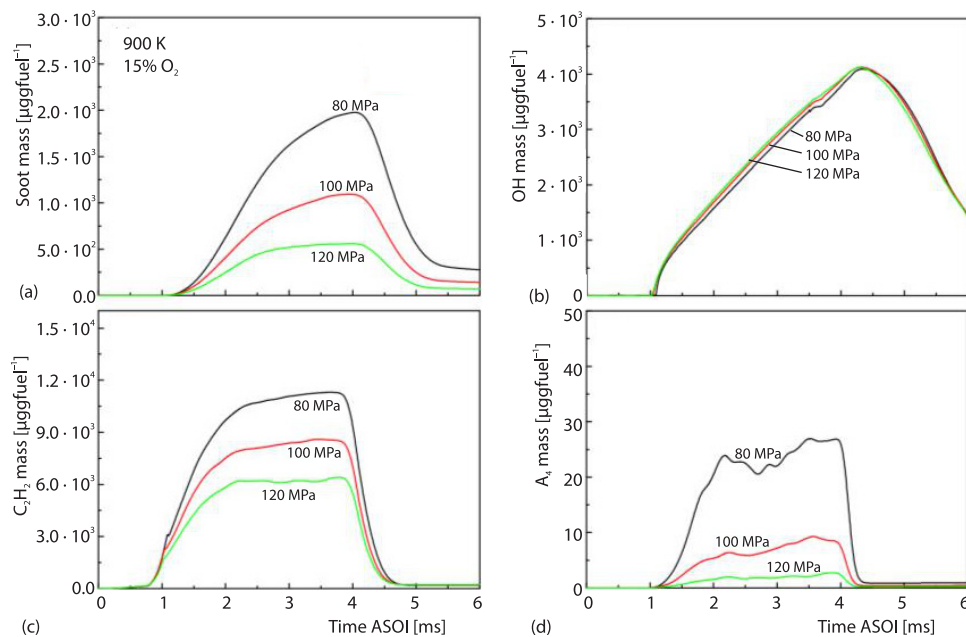 Soot mass [µggfuel⁻¹]
3.0 · 10³
2.5 · 10³
2.0 · 10³
1.5 · 10³
1.0 · 10³
5.0 · 10²
0.0
900 K
15% O₂
80 MPa
100 MPa
120 MPa
(a)
OH mass [µggfuel⁻¹]
5 · 10³
4 · 10³
3 · 10³
2 · 10³
1 · 10³
0
80 MPa
100 MPa
120 MPa
(b)
C₂H₂ mass [µggfuel⁻¹]
1.5 · 10⁴
1.2 · 10⁴
9.0 · 10³
6.0 · 10³
3.0 · 10³
0.0
80 MPa
100 MPa
120 MPa
0 1 2 3 4 5 6
(c)
Time ASOI [ms]
A₄ mass [µggfuel⁻¹]
50
40
30
20
10
0
80 MPa
100 MPa
120 MPa
0 1 2 3 4 5 6
(d)
Time ASOI [ms]